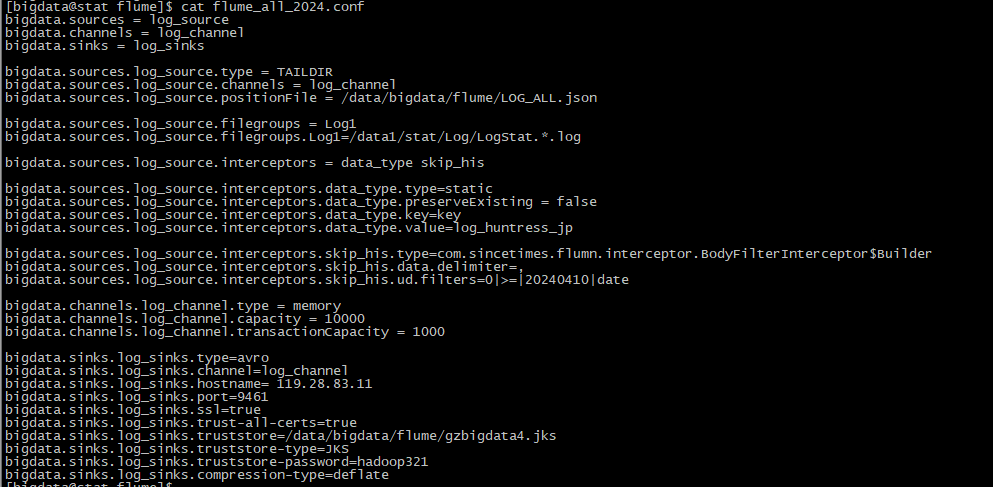 [bigdata@stat flume]$ cat flume_all_2024.conf
bigdata.sources = log_source
bigdata.channels = log_channel
bigdata.sinks = log_sinks
bigdata.sources.log_source.type = TAILDIR
bigdata.sources.log_source.channels = log_channel
bigdata.sources.log_source.positionFile = /data/bigdata/flume/LOG_ALL.json
bigdata.sources.log_source.filegroups = Log1
bigdata.sources.log_source.filegroups.Log1=/data1/stat/Log/LogStat.*.log
bigdata.sources.log_source.interceptors = data_type skip_his
bigdata.sources.log_source.interceptors.data_type.type=static
bigdata.sources.log_source.interceptors.data_type.preserveExisting = false
bigdata.sources.log_source.interceptors.data_type.key=key
bigdata.sources.log_source.interceptors.data_type.value=log_huntress_jp
bigdata.sources.log_source.interceptors.skip_his.type=com.sincetimes.flumn.interceptor.BodyFilterInterceptor$Builder
bigdata.sources.log_source.interceptors.skip_his.data.delimiter=,
bigdata.sources.log_source.interceptors.skip_his.ud.filters=0|>=|20240410|date
bigdata.channels.log_channel.type = memory
bigdata.channels.log_channel.capacity = 10000
bigdata.channels.log_channel.transactionCapacity = 1000
bigdata.sinks.log_sinks.type=avro
bigdata.sinks.log_sinks.channel=log_channel
bigdata.sinks.log_sinks.hostname= 119.28.83.11
bigdata.sinks.log_sinks.port=9461
bigdata.sinks.log_sinks.ssl=true
bigdata.sinks.log_sinks.trust-all-certs=true
bigdata.sinks.log_sinks.truststore=/data/bigdata/flume/gzbigdata4.jks
bigdata.sinks.log_sinks.truststore-type=JKS
bigdata.sinks.log_sinks.truststore-password=hadoop321
bigdata.sinks.log_sinks.compression-type=deflate
[bigdata@stat flume]$